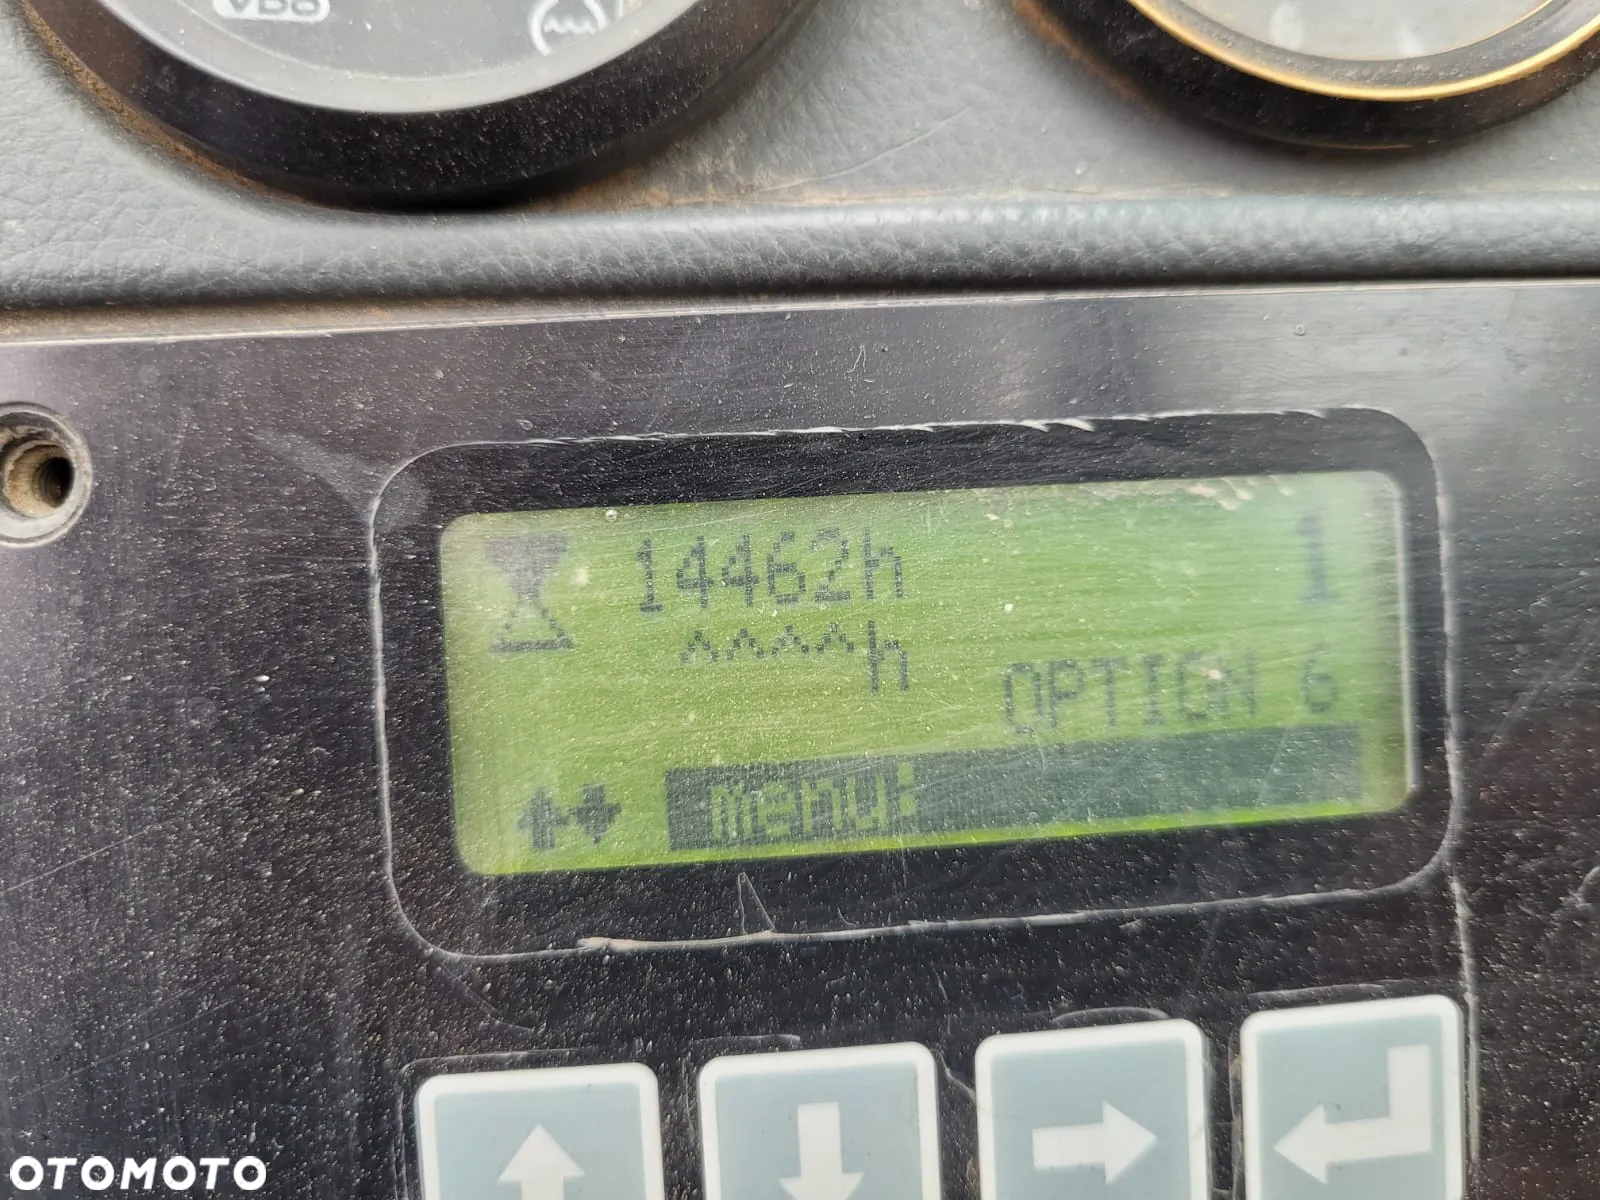 VDO
14462h 1
^^^^h
OPTION 6
menu:
OTOMOTO